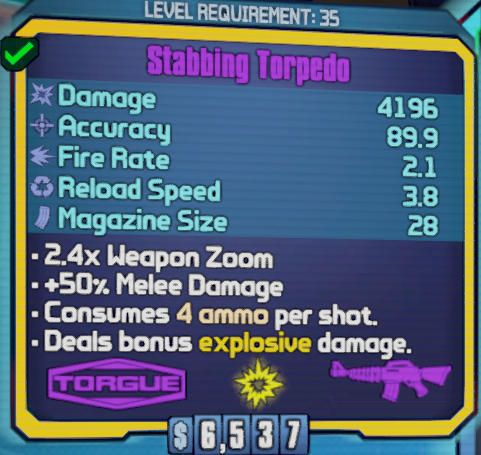 LEVEL REQUIREMENT: 35
Stabbing Torpedo
Damage 4196
Accuracy 89.9
Fire Rate 2.1
Reload Speed 3.8
Magazine Size 28
· 2.4x Weapon Zoom
· +50% Melee Damage
· Consumes 4 ammo per shot.
· Deals bonus explosive damage.
TORGUE
$ 6,537